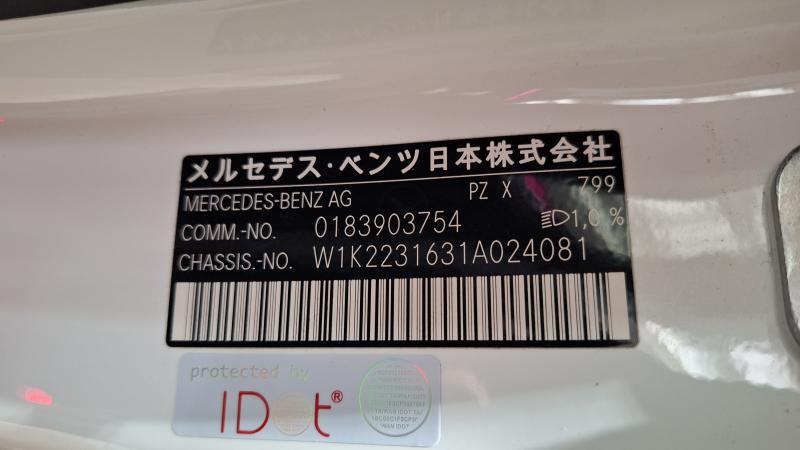 メルセデス・ベンツ日本株式会社
MERCEDES-BENZ AG PZ X 799
COMM.-NO. 0183903754 1,0 %
CHASSIS.-NO. W1K2231631A024081
protected by
IDot®